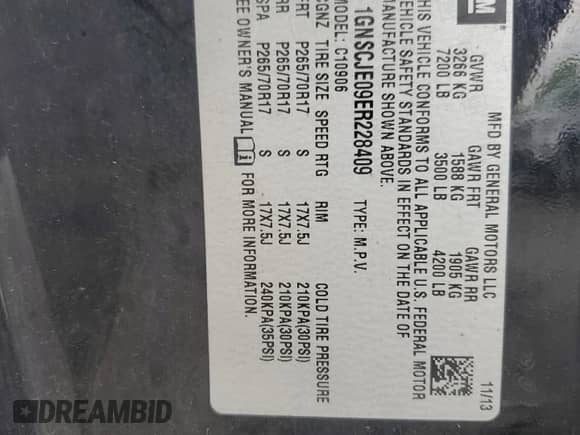 GM
MFD BY GENERAL MOTORS LLC
11/13
GVWR GAWR FRT GAWR RR
3266 KG 1588 KG 1905 KG
7200 LB 3500 LB 4200 LB
THIS VEHICLE CONFORMS TO ALL APPLICABLE U.S. FEDERAL MOTOR
VEHICLE SAFETY STANDARDS IN EFFECT ON THE DATE OF
MANUFACTURE SHOWN ABOVE.
1GNSCJE09ER228409 TYPE: M.P.V.
MODEL: C10906
CGNZ TIRE SIZE SPEED RTG RIM COLD TIRE PRESSURE
FRT P265/70R17 S 17X7.5J 210KPA(30PSI)
RR P265/70R17 S 17X7.5J 210KPA(30PSI)
SPA P265/70R17 S 17X7.5J 240KPA(35PSI)
SEE OWNER'S MANUAL i FOR MORE INFORMATION.
DREAMBID